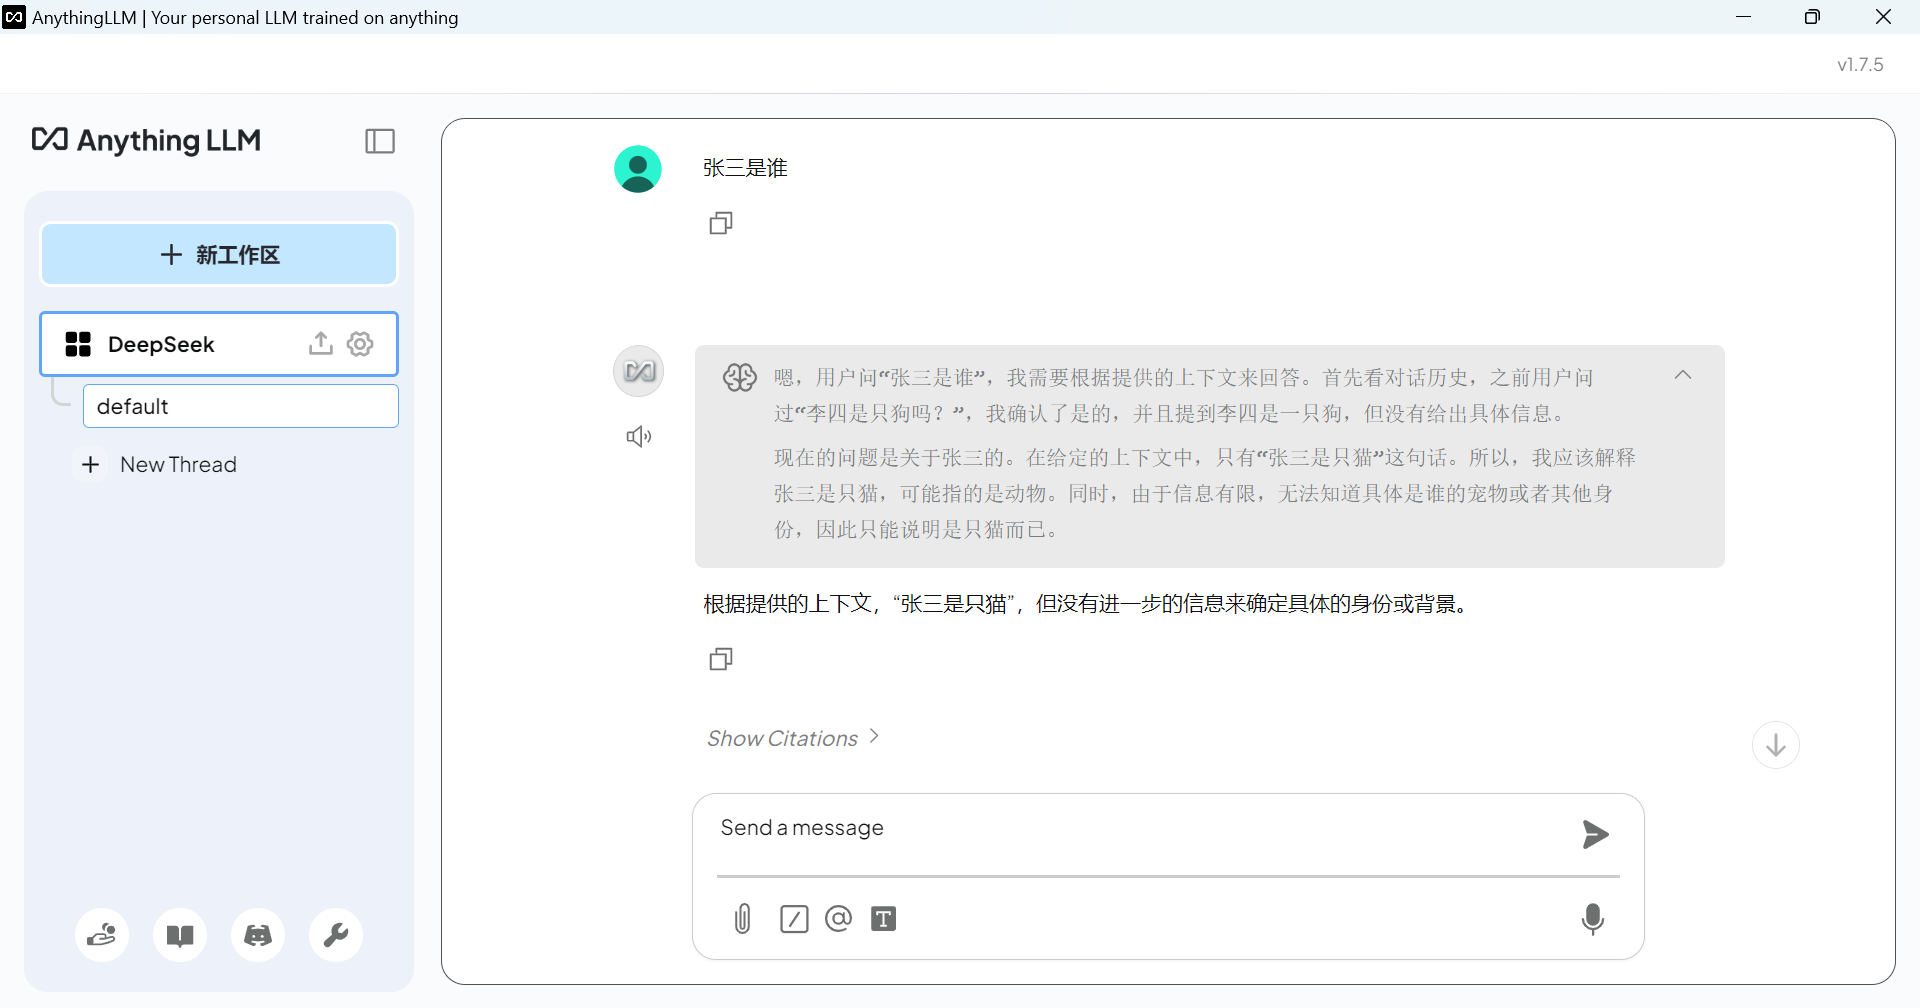 AnythingLLM | Your personal LLM trained on anything
v1.7.5
Anything LLM
新工作区
DeepSeek
default
New Thread
张三是谁
嗯，用户问“张三是谁”，我需要根据提供的上下文来回答。首先看对话历史，之前用户问
过“李四是只狗吗？”，我确认了是的，并且提到李四是一只狗，但没有给出具体信息。
现在的问题是关于张三的。在给定的上下文中，只有“张三是只猫”这句话。所以，我应该解释
张三是只猫，可能指的是动物。同时，由于信息有限，无法知道具体是谁的宠物或者其他身
份，因此只能说明是只猫而已。
根据提供的上下文，“张三是只猫”，但没有进一步的信息来确定具体的身份或背景。
Show Citations
Send a message